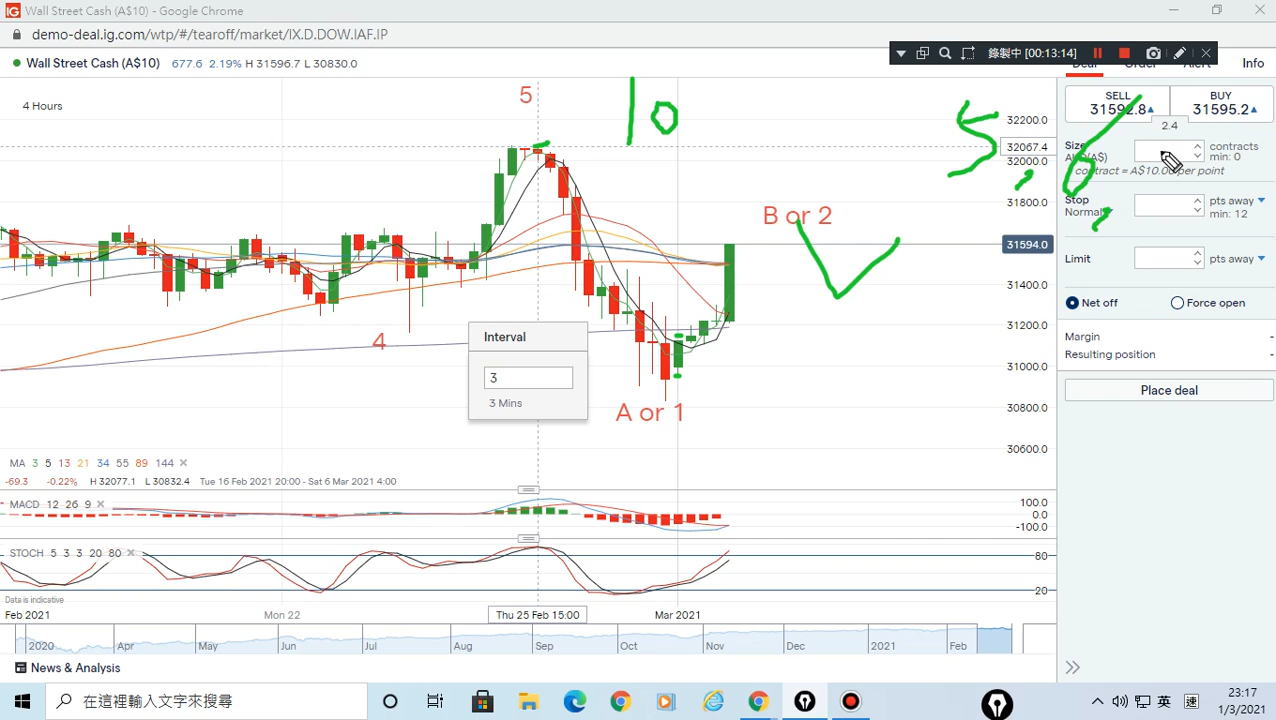 Wall Street Cash (A$10) - Google Chrome
demo-deal.ig.com/wtp/#/tearoff/market/IX.D.DOW.IAF.IP
錄製中 [00:13:14]
Wall Street Cash (A$10) 677.9 2.19% H 31596.7 L 30830.0
Deal Order Alert Info
4 Hours
5
10
B or 2
4
A or 1
Interval
3
3 Mins
32200.0
32067.4
32000.0
31800.0
31594.0
31400.0
31200.0
31000.0
30800.0
30600.0
SELL
31592.8
BUY
31595.2
2.4
Size
contracts
min: 0
contract = A$10.00 per point
Stop
Normal
pts away
min: 12
Limit
pts away
Net off
Force open
Margin -
Resulting position -
Place deal
MA 3 5 13 21 34 55 89 144
-69.3 -0.22% H 32077.1 L 30832.4 Tue 16 Feb 2021 20:00 - Sat 6 Mar 2021 4:00
MACD 12 26 9
100.0
0.0
-100.0
STOCH 5 3 3 20 80
80
20
Data is indicative
Feb 2021 Mon 22 Thu 25 Feb 15:00 Mar 2021
2020 Apr May Jun Jul Aug Sep Oct Nov Dec 2021 Feb
News & Analysis
在這裡輸入文字來搜尋
英
23:17
1/3/2021